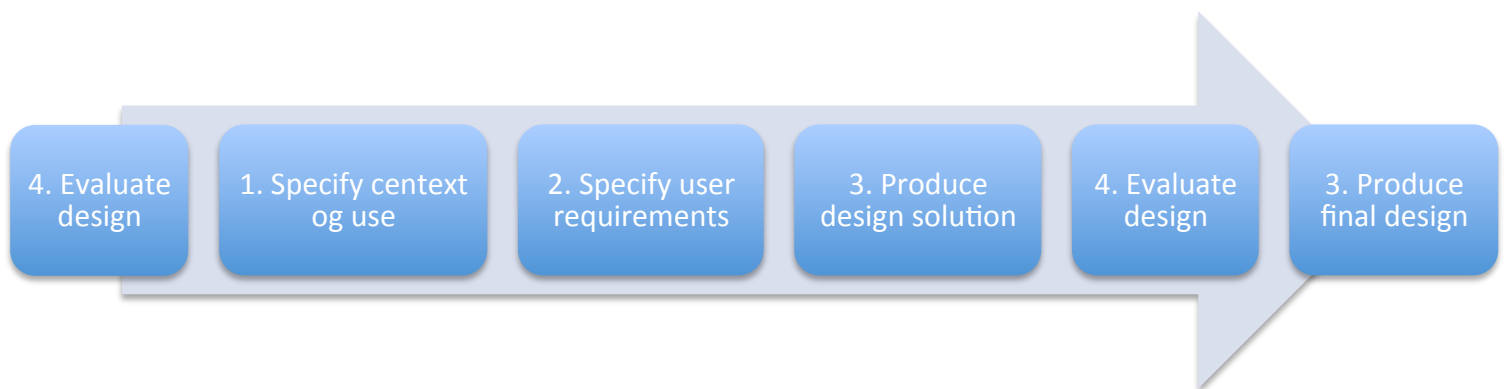 4. Evaluate
design
1. Specify centext
og use
2. Specify user
requirements
3. Produce
design solution
4. Evaluate
design
3. Produce
final design